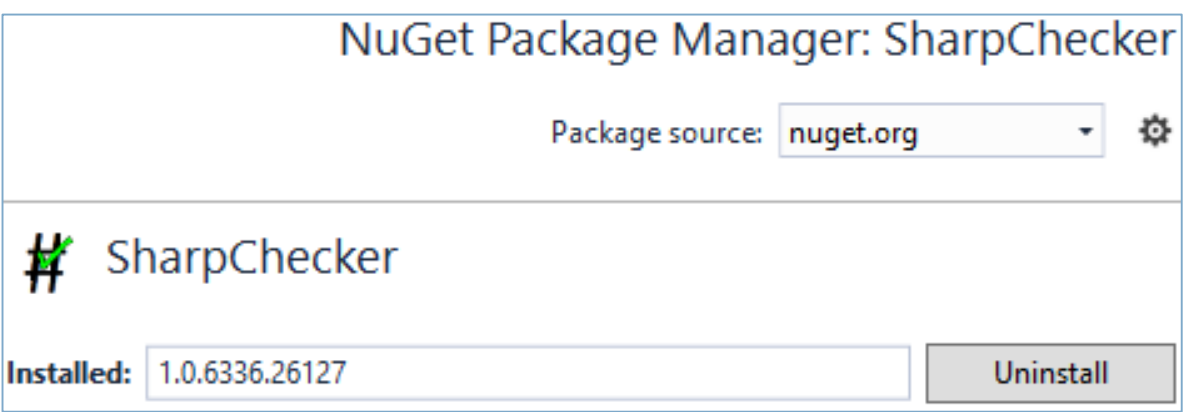 NuGet Package Manager: SharpChecker
Package source: nuget.org
SharpChecker
Installed: 1.0.6336.26127 Uninstall